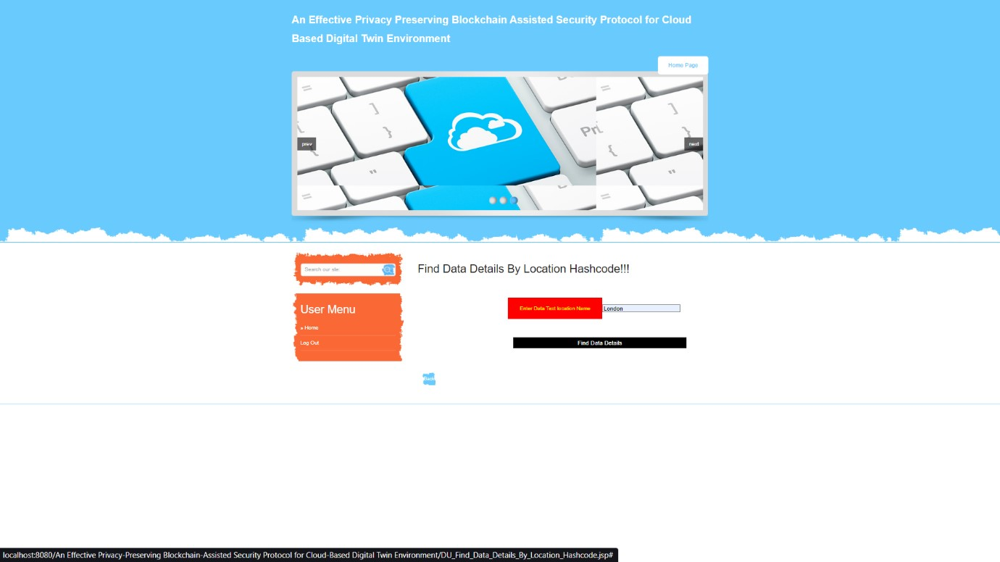 An Effective Privacy Preserving Blockchain Assisted Security Protocol for Cloud
Based Digital Twin Environment
Home Page
prev
next
Search our site:
Find Data Details By Location Hashcode!!!
User Menu
» Home
Log Out
Enter Data Text location Name
London
Find Data Details
Back
localhost:8080/An Effective Privacy-Preserving Blockchain-Assisted Security Protocol for Cloud-Based Digital Twin Environment/DU_Find_Data_Details_By_Location_Hashcode.jsp#